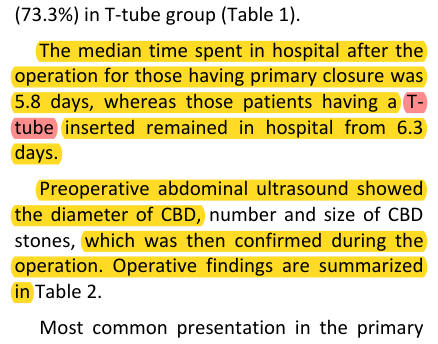 (73.3%) in T-tube group (Table 1).
The median time spent in hospital after the
operation for those having primary closure was
5.8 days, whereas those patients having a T-
tube inserted remained in hospital from 6.3
days.
Preoperative abdominal ultrasound showed
the diameter of CBD, number and size of CBD
stones, which was then confirmed during the
operation. Operative findings are summarized
in Table 2.
Most common presentation in the primary